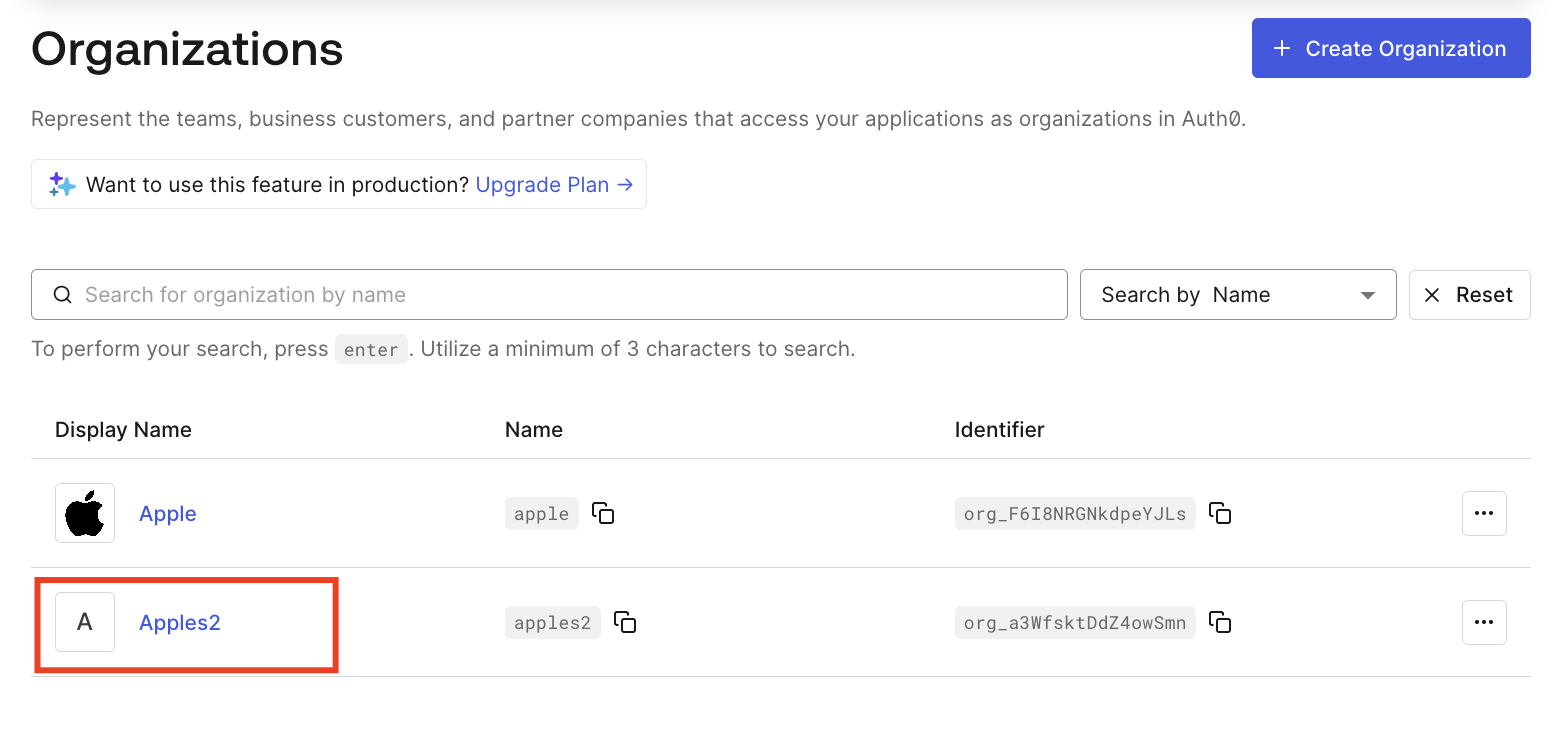 Organizations
+ Create Organization
Represent the teams, business customers, and partner companies that access your applications as organizations in Auth0.
Want to use this feature in production? Upgrade Plan →
Search for organization by name
Search by Name
Reset
To perform your search, press enter. Utilize a minimum of 3 characters to search.
Display Name Name Identifier
Apple apple org_F6I8NRGNkdpeYJLs
A Apples2 apples2 org_a3WfsktDdZ4owSmn